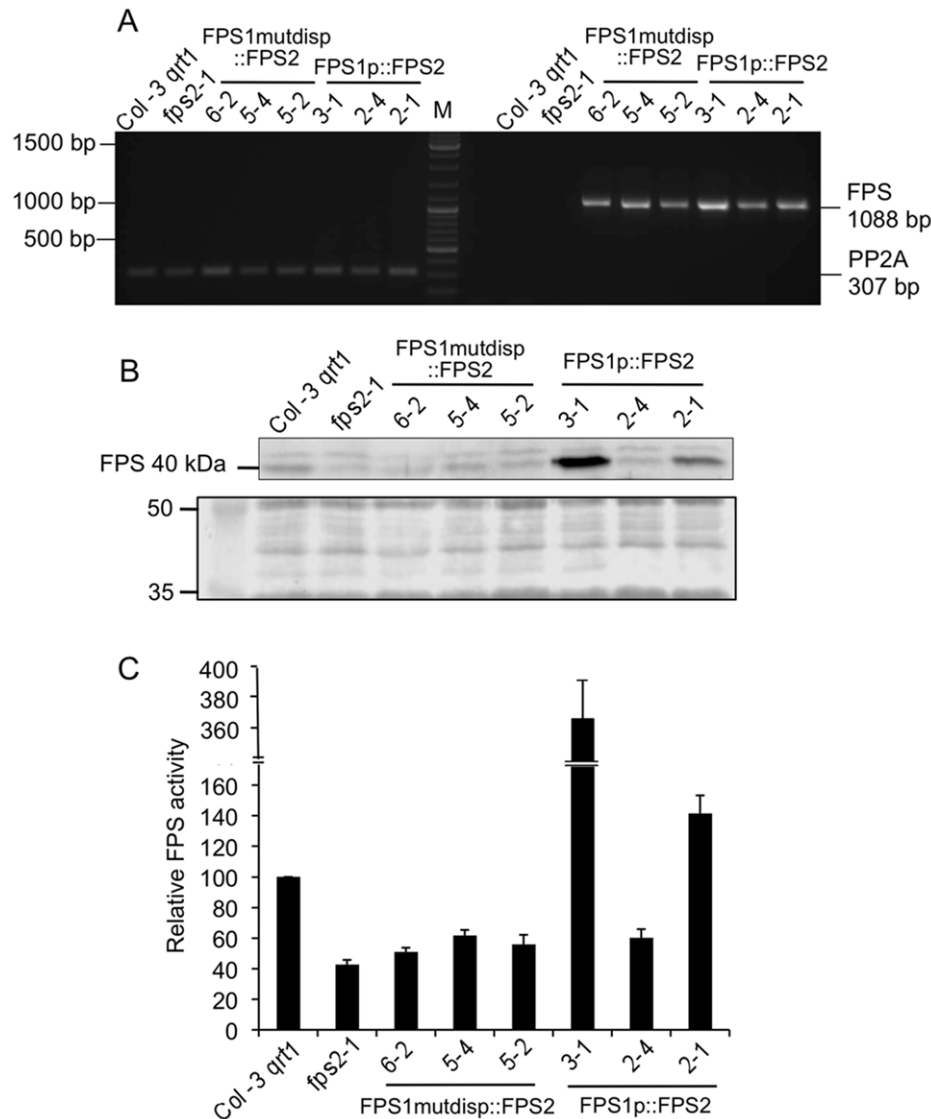 A
FPS1mutdisp
::FPS2
FPS1p::FPS2
Col -3 qrt1
fps2-1
6-2
5-4
5-2
3-1
2-4
2-1
M
FPS1mutdisp
::FPS2
FPS1p::FPS2
Col -3 qrt1
fps2-1
6-2
5-4
5-2
3-1
2-4
2-1
1500 bp
1000 bp
500 bp
FPS
1088 bp
PP2A
307 bp
B
FPS1mutdisp
::FPS2
FPS1p::FPS2
Col -3 qrt1
fps2-1
6-2
5-4
5-2
3-1
2-4
2-1
FPS 40 kDa
50
35
C
Relative FPS activity
400
380
360
160
140
120
100
80
60
40
20
0
Col -3 qrt1
fps2-1
6-2
5-4
5-2
3-1
2-4
2-1
FPS1mutdisp::FPS2
FPS1p::FPS2